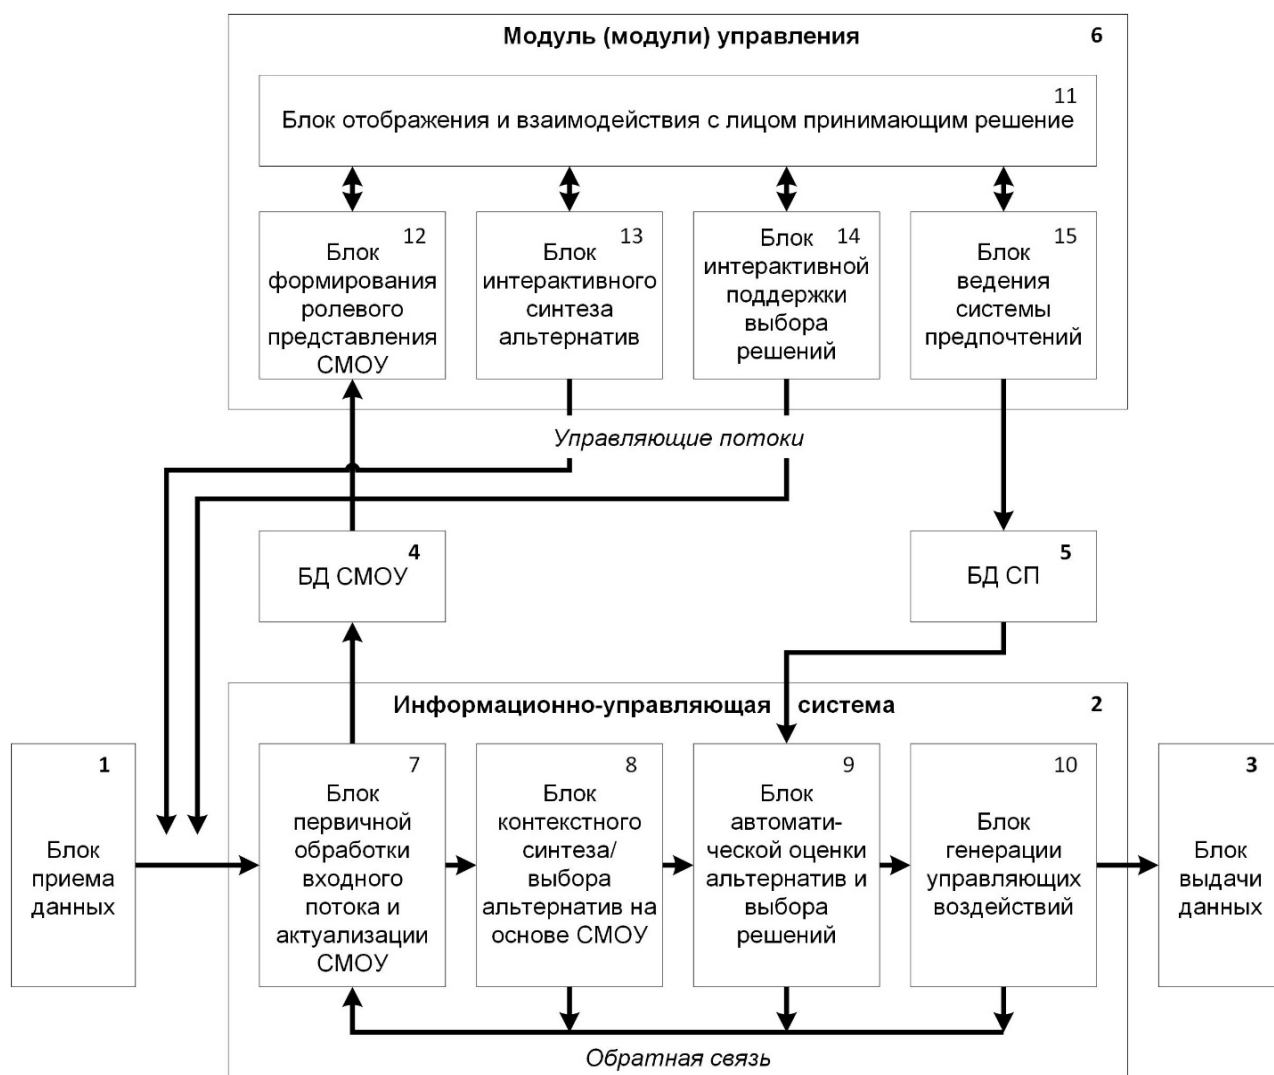 Модуль (модули) управления 6
11
Блок отображения и взаимодействия с лицом принимающим решение
12
Блок
формирования
ролевого
представления
СМОУ
13
Блок
интерактивного
синтеза
альтернатив
14
Блок
интерактивной
поддержки
выбора
решений
15
Блок
ведения
системы
предпочтений
Управляющие потоки
4
БД СМОУ
5
БД СП
Информационно-управляющая система 2
1
Блок
приема
данных
7
Блок
первичной
обработки
входного
потока и
актуализации
СМОУ
8
Блок
контекстного
синтеза/
выбора
альтернатив на
основе СМОУ
9
Блок
автомати-
ческой оценки
альтернатив и
выбора
решений
10
Блок
генерации
управляющих
воздействий
3
Блок
выдачи
данных
Обратная связь